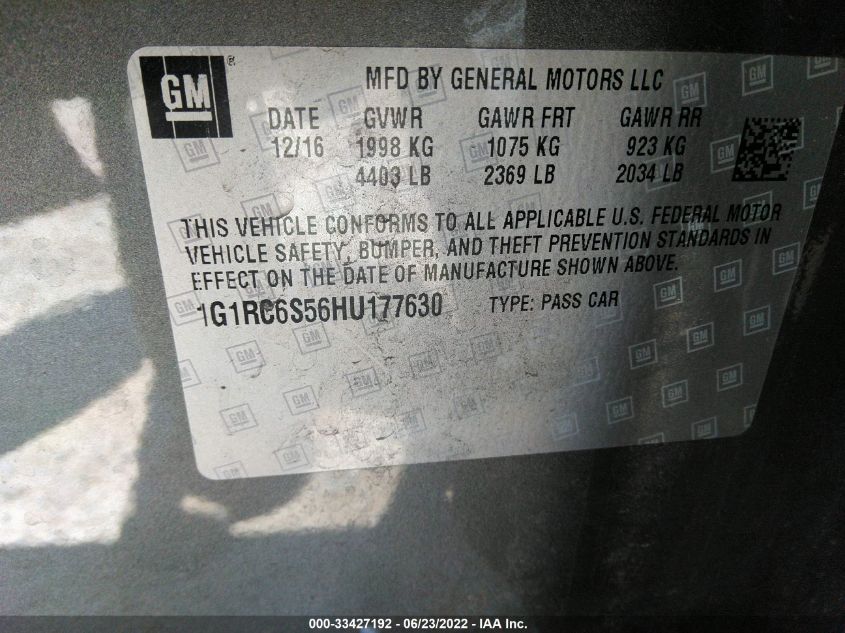 GM®
MFD BY GENERAL MOTORS LLC
DATE GVWR GAWR FRT GAWR RR
12/16 1998 KG 1075 KG 923 KG
4403 LB 2369 LB 2034 LB
THIS VEHICLE CONFORMS TO ALL APPLICABLE U.S. FEDERAL MOTOR
VEHICLE SAFETY, BUMPER, AND THEFT PREVENTION STANDARDS IN
EFFECT ON THE DATE OF MANUFACTURE SHOWN ABOVE.
1G1RC6S56HU177630 TYPE: PASS CAR
000-33427192 - 06/23/2022 - IAA Inc.